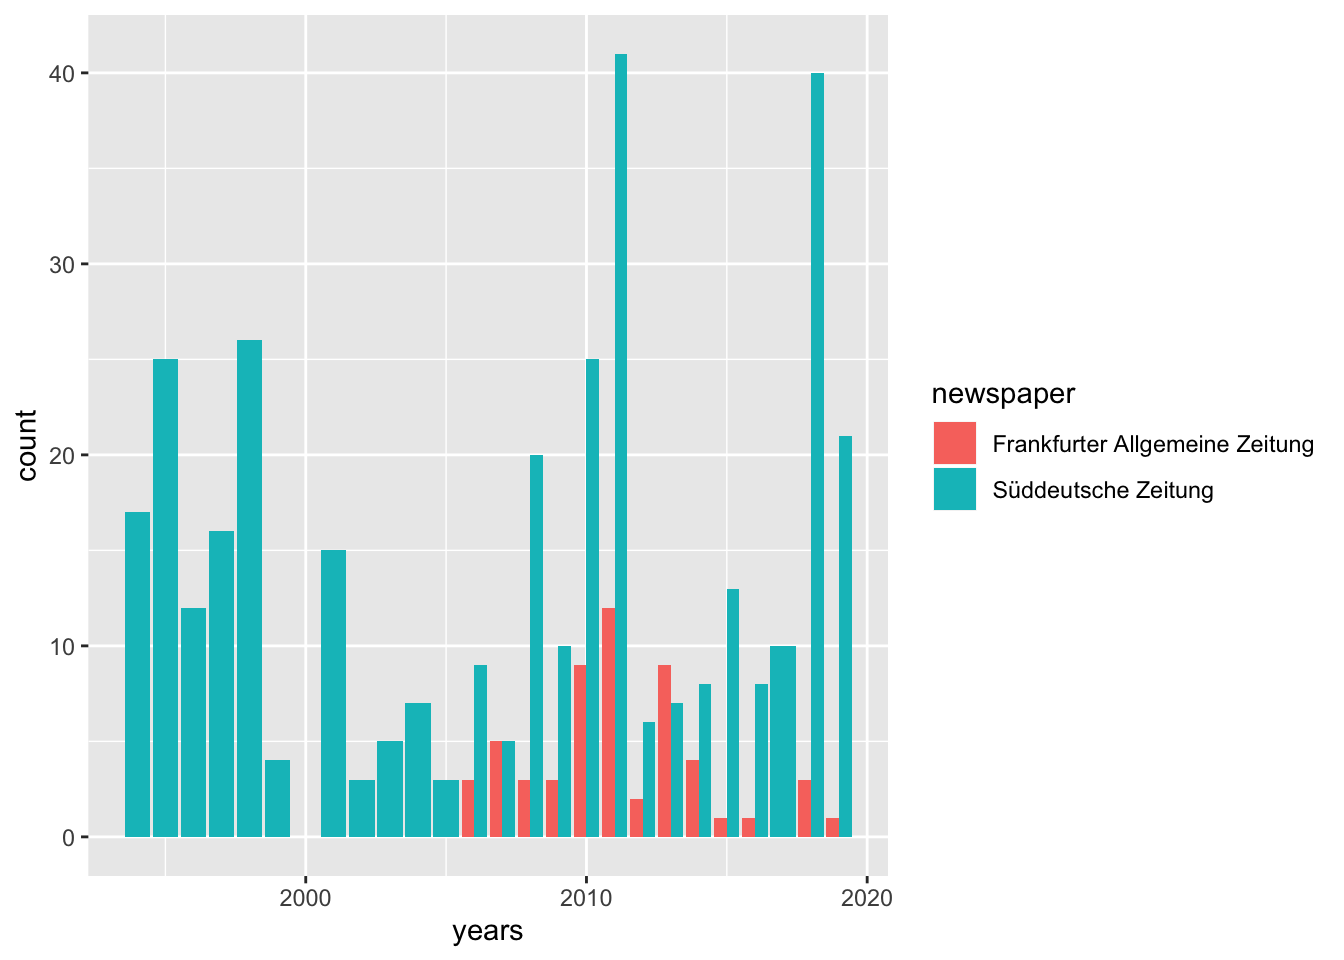 40
30
20
10
0
count
2000
2010
2020
years
newspaper
Frankfurter Allgemeine Zeitung
Süddeutsche Zeitung